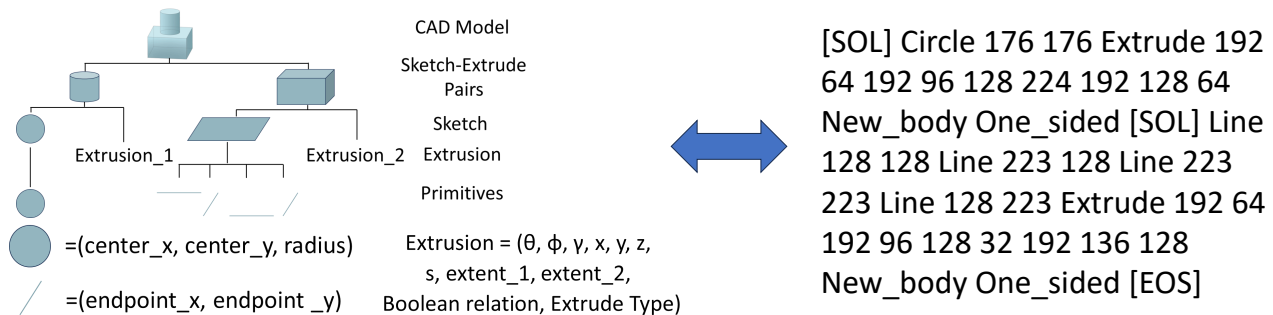 CAD Model
Sketch-Extrude
Pairs
Sketch
Extrusion_1
Extrusion_2
Extrusion
Primitives
=(center_x, center_y, radius)
=(endpoint_x, endpoint _y)
Extrusion = (θ, ϕ, γ, x, y, z,
s, extent_1, extent_2,
Boolean relation, Extrude Type)
[SOL] Circle 176 176 Extrude 192
64 192 96 128 224 192 128 64
New_body One_sided [SOL] Line
128 128 Line 223 128 Line 223
223 Line 128 223 Extrude 192 64
192 96 128 32 192 136 128
New_body One_sided [EOS]